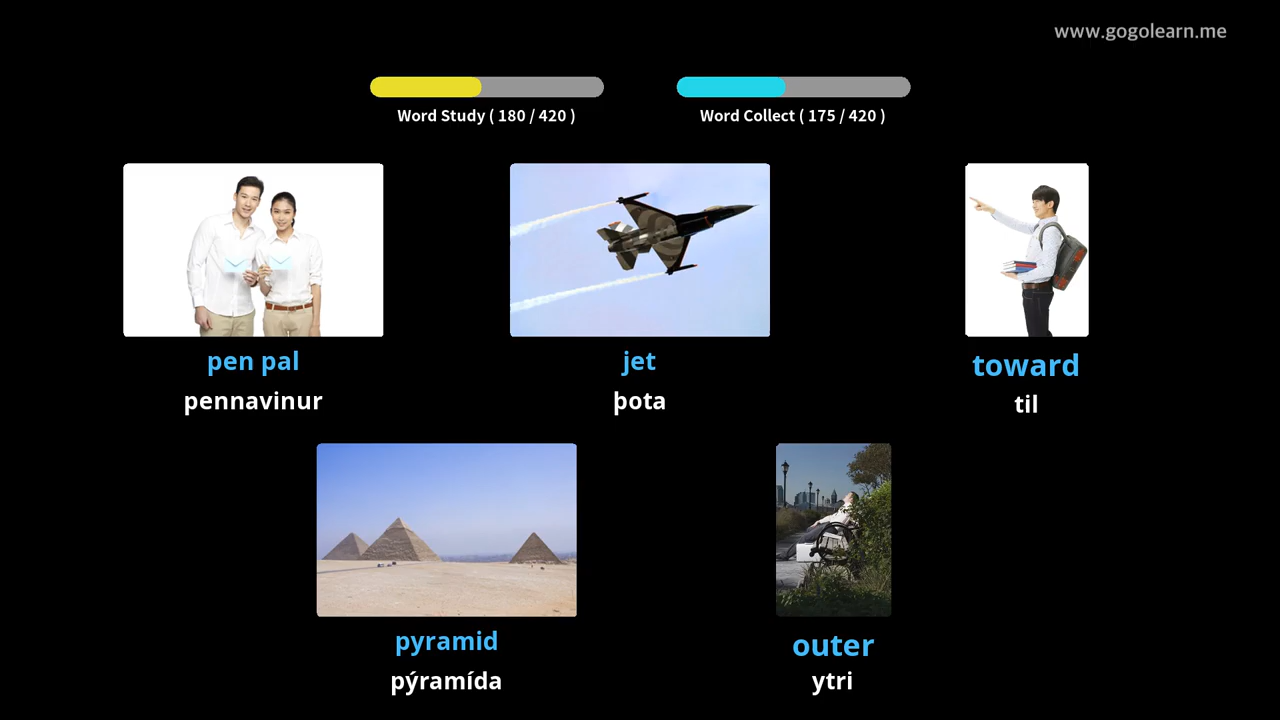 www.gogolearn.me
Word Study ( 180 / 420 )
Word Collect ( 175 / 420 )
pen pal
pennavinur
jet
þota
toward
til
pyramid
pýramída
outer
ytri